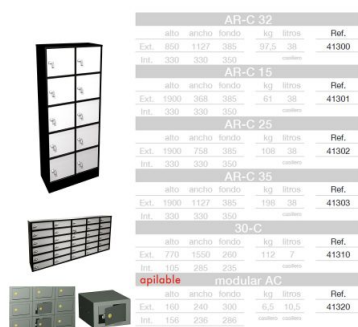 AR-C 32
alto ancho fondo kg litros Ref.
Ext. 850 1127 385 97,5 38 41300
Int. 330 330 350 casillero
AR-C 15
alto ancho fondo kg litros Ref.
Ext. 1900 368 385 61 38 41301
Int. 330 330 350 casillero
AR-C 25
alto ancho fondo kg litros Ref.
Ext. 1900 758 385 108 38 41302
Int. 330 330 350 casillero
AR-C 35
alto ancho fondo kg litros Ref.
Ext. 1900 1127 385 198 38 41303
Int. 330 330 350 casillero
30-C
alto ancho fondo kg litros Ref.
Ext. 770 1550 260 112 7 41310
Int. 105 285 235 casillero
apilable modular AC
alto ancho fondo kg litros Ref.
Ext. 160 240 300 6,5 10,5 41320
Int. 156 236 286 casillero